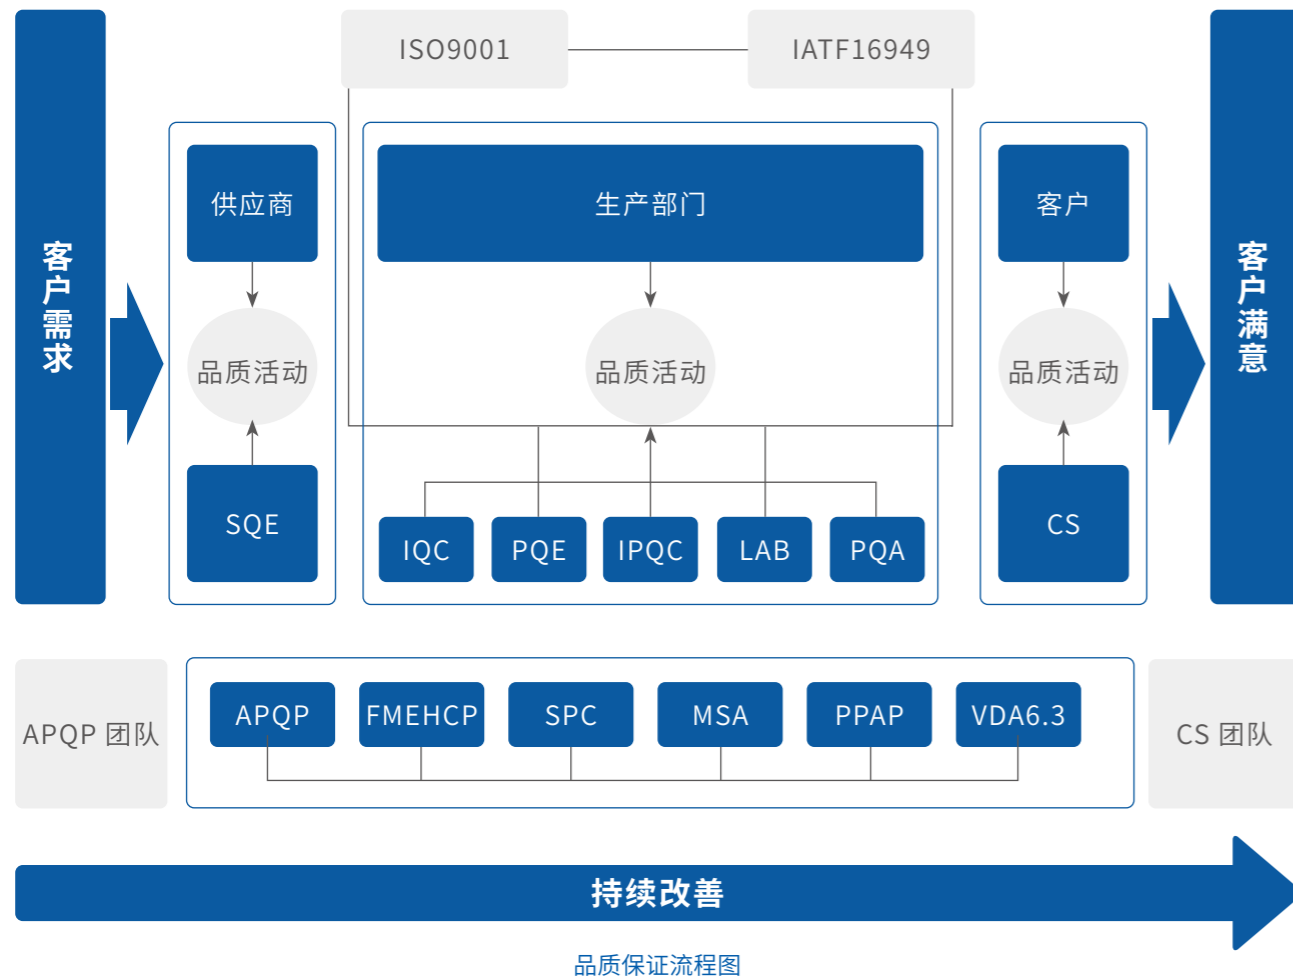 ISO9001
IATF16949
客户需求
供应商
生产部门
客户
客户满意
品质活动
品质活动
品质活动
SQE
IQC
PQE
IPQC
LAB
PQA
CS
APQP 团队
APQP
FMEHCP
SPC
MSA
PPAP
VDA6.3
CS 团队
持续改善
品质保证流程图